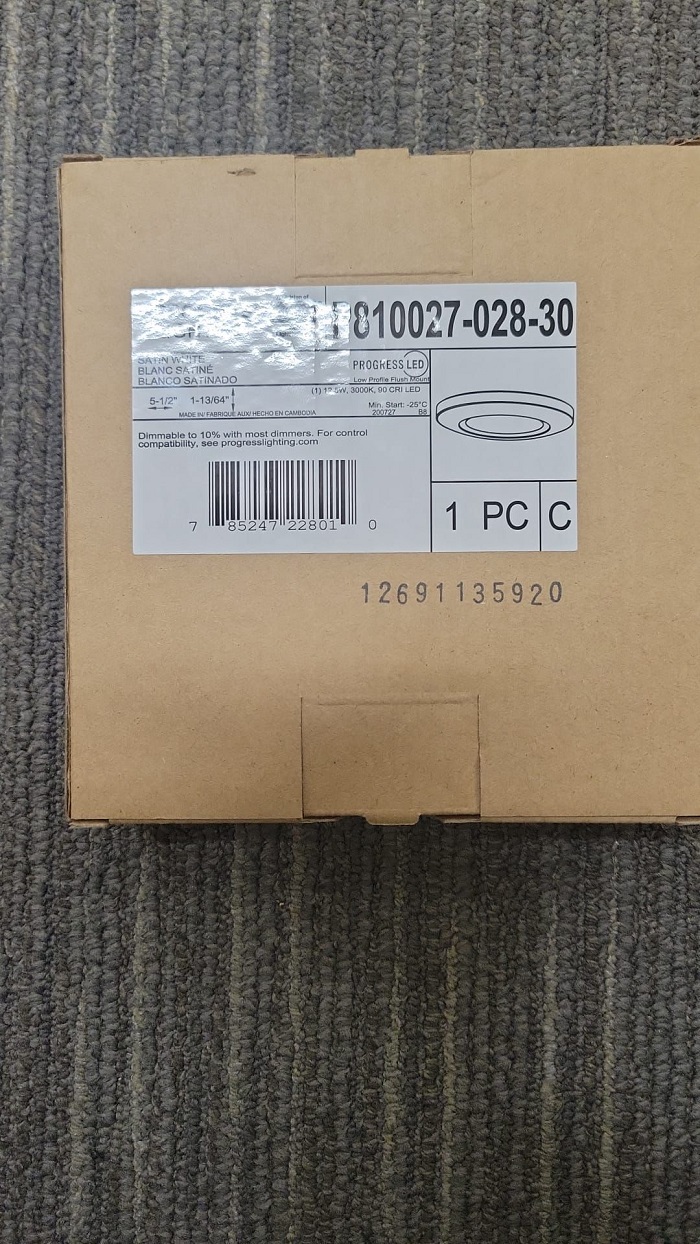 P810027-028-30
SATIN WHITE
BLANC SATINÉ
BLANCO SATINADO
PROGRESS LED
Low Profile Flush Mount
5-1/2" 1-13/64"
(1) 12.5W, 3000K, 90 CRI LED
Min. Start: -25°C
MADE IN/ FABRIQUÉ AUX/ HECHO EN CAMBODIA
200727 B8
Dimmable to 10% with most dimmers. For control
compatibility, see progresslighting.com
7 85247 22801 0
1 PC C
12691135920